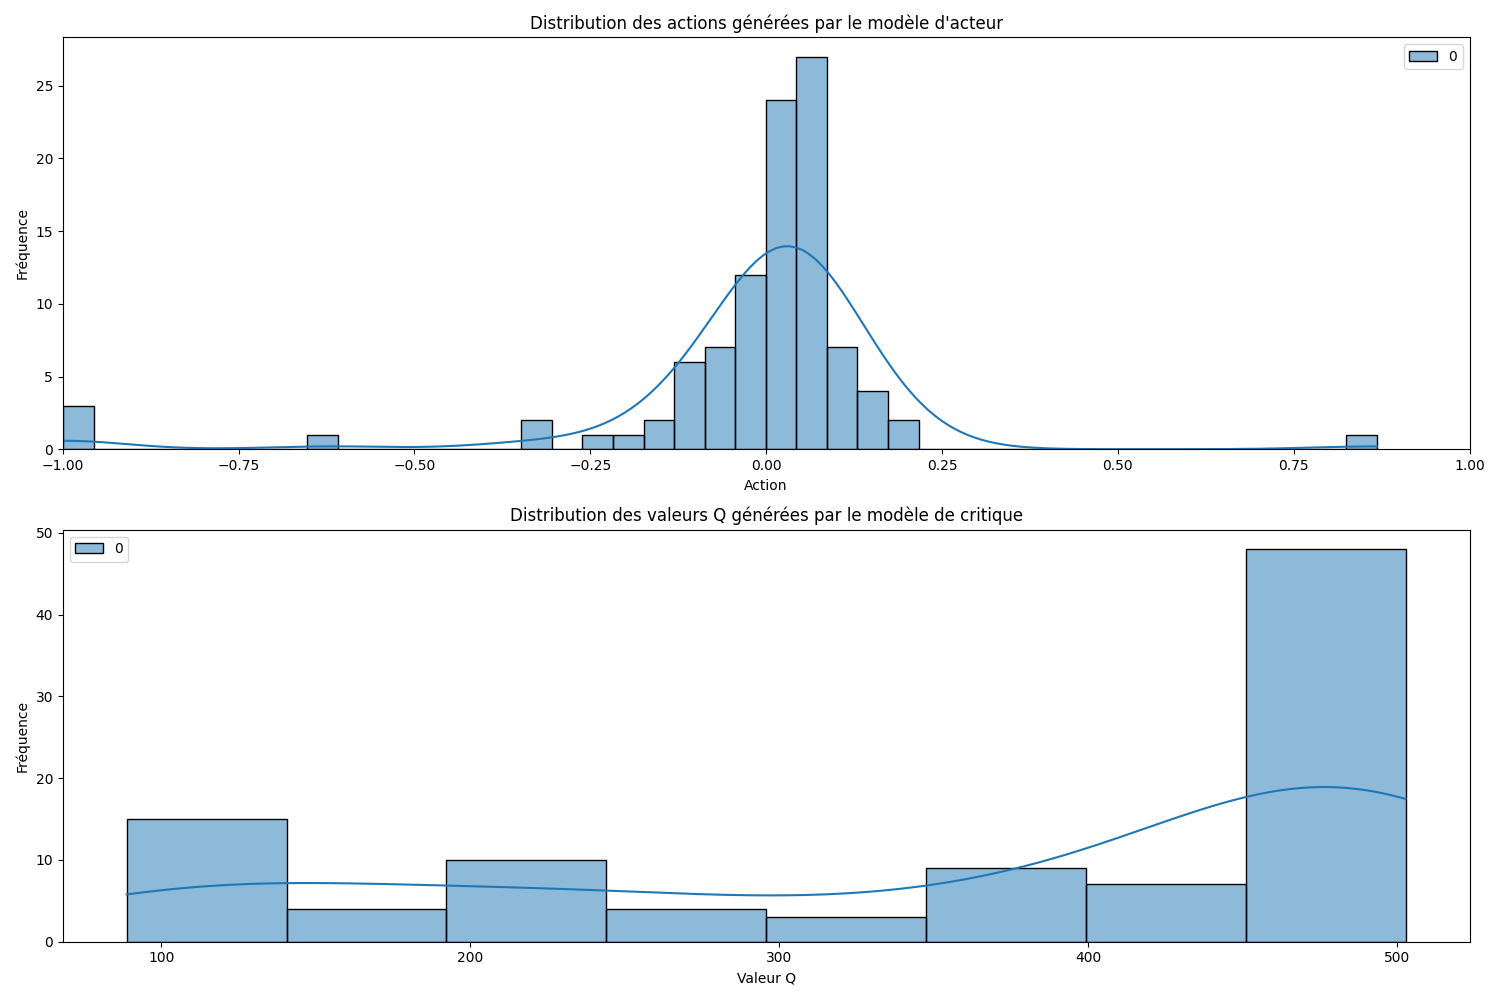 Distribution des actions générées par le modèle d'acteur
0
Fréquence
25
20
15
10
5
0
−1.00 −0.75 −0.50 −0.25 0.00 0.25 0.50 0.75 1.00
Action
Distribution des valeurs Q générées par le modèle de critique
0
Fréquence
50
40
30
20
10
0
100 200 300 400 500
Valeur Q